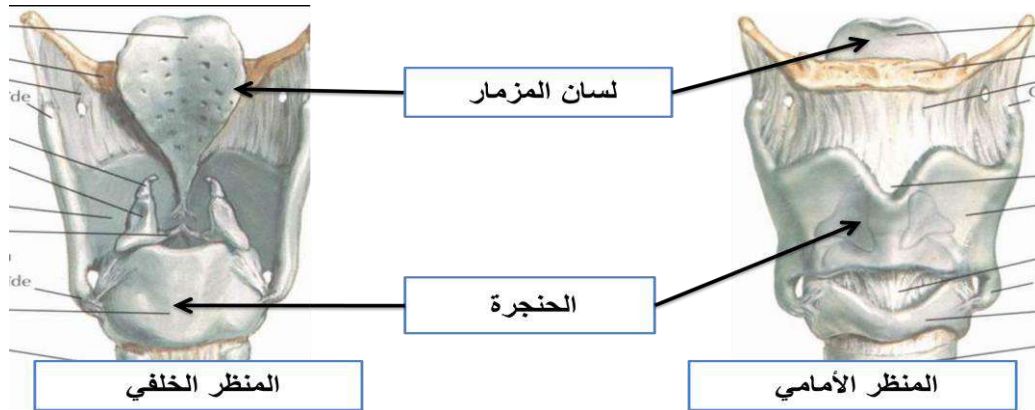 لسان المزمار
الحنجرة
المنظر الأمامي
المنظر الخلفي